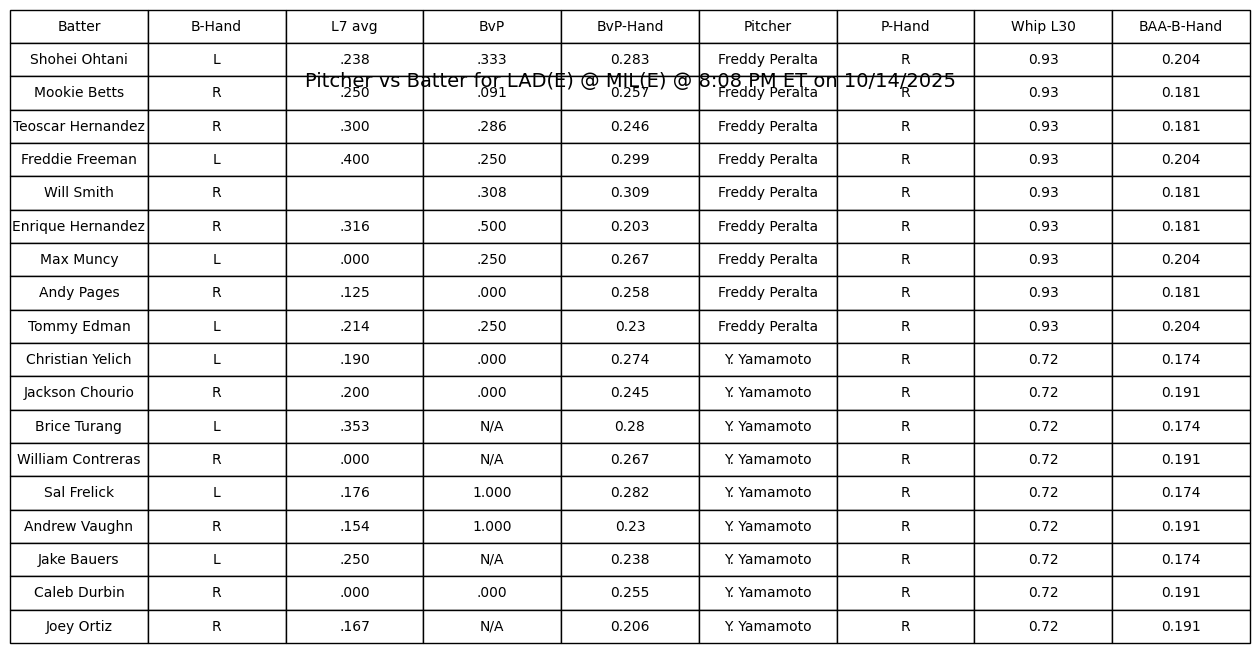 Batter B-Hand L7 avg BvP BvP-Hand Pitcher P-Hand Whip L30 BAA-B-Hand
Shohei Ohtani L .238 .333 0.283 Freddy Peralta R 0.93 0.204
Pitcher vs Batter for LAD(E) @ MIL(E) @ 8:08 PM ET on 10/14/2025
Mookie Betts R .250 .091 0.257 Freddy Peralta R 0.93 0.181
Teoscar Hernandez R .300 .286 0.246 Freddy Peralta R 0.93 0.181
Freddie Freeman L .400 .250 0.299 Freddy Peralta R 0.93 0.204
Will Smith R .308 0.309 Freddy Peralta R 0.93 0.181
Enrique Hernandez R .316 .500 0.203 Freddy Peralta R 0.93 0.181
Max Muncy L .000 .250 0.267 Freddy Peralta R 0.93 0.204
Andy Pages R .125 .000 0.258 Freddy Peralta R 0.93 0.181
Tommy Edman L .214 .250 0.23 Freddy Peralta R 0.93 0.204
Christian Yelich L .190 .000 0.274 Y. Yamamoto R 0.72 0.174
Jackson Chourio R .200 .000 0.245 Y. Yamamoto R 0.72 0.191
Brice Turang L .353 N/A 0.28 Y. Yamamoto R 0.72 0.174
William Contreras R .000 N/A 0.267 Y. Yamamoto R 0.72 0.191
Sal Frelick L .176 1.000 0.282 Y. Yamamoto R 0.72 0.174
Andrew Vaughn R .154 1.000 0.23 Y. Yamamoto R 0.72 0.191
Jake Bauers L .250 N/A 0.238 Y. Yamamoto R 0.72 0.174
Caleb Durbin R .000 .000 0.255 Y. Yamamoto R 0.72 0.191
Joey Ortiz R .167 N/A 0.206 Y. Yamamoto R 0.72 0.191